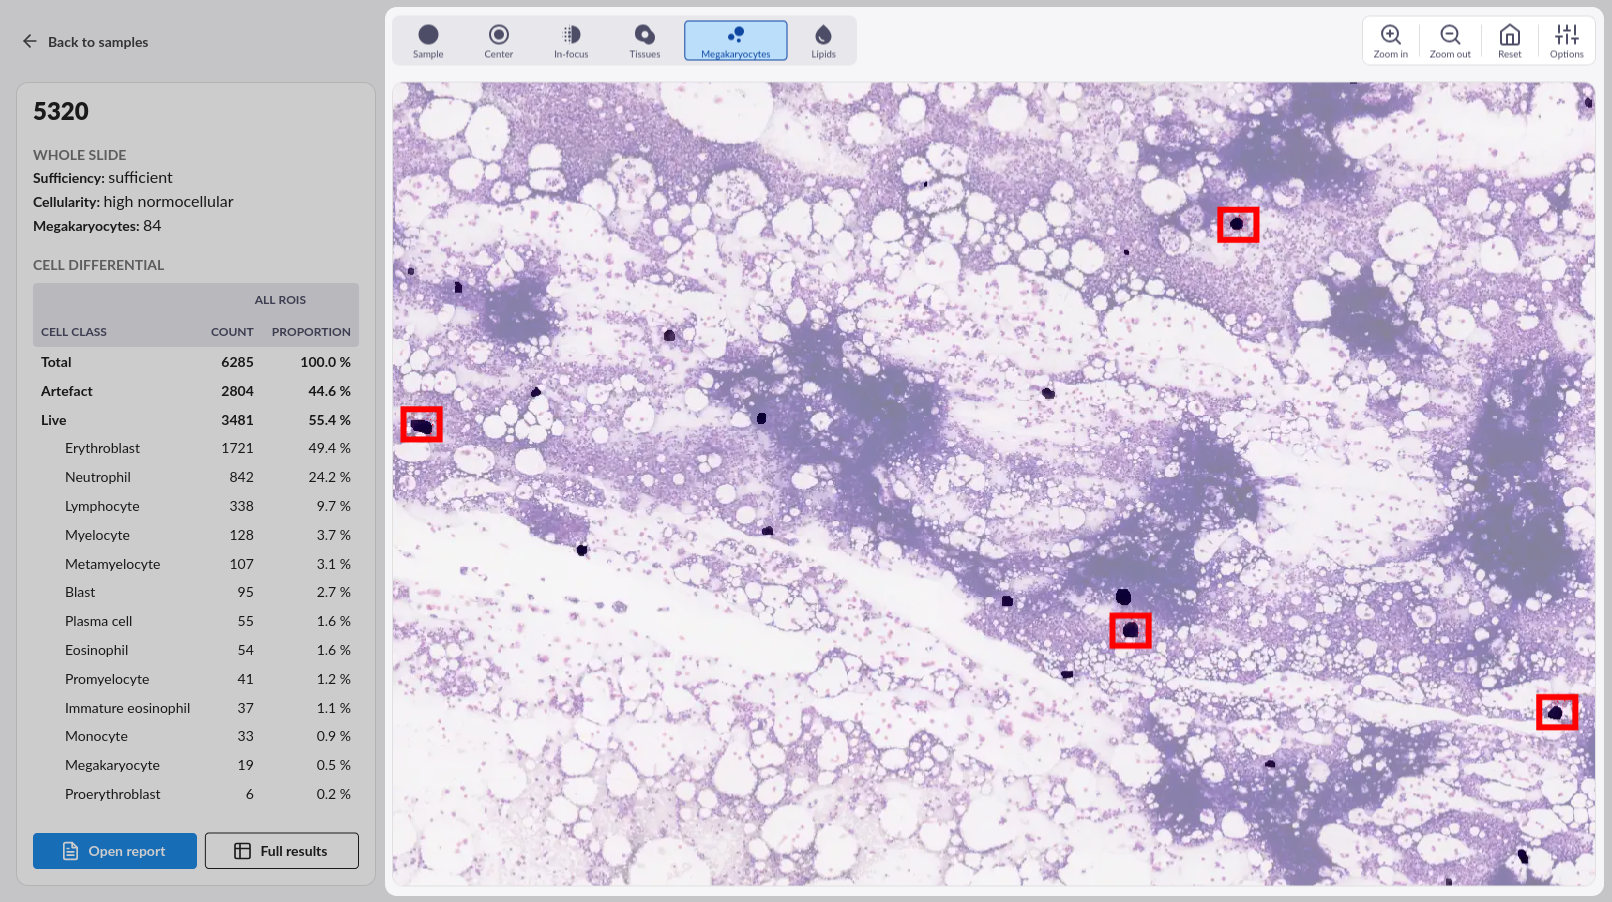 Back to samples
Sample Center In-focus Tissues Megakaryocytes Lipids
Zoom in Zoom out Reset Options
5320
WHOLE SLIDE
Sufficiency: sufficient
Cellularity: high normocellular
Megakaryocytes: 84
CELL DIFFERENTIAL
ALL ROIS
CELL CLASS COUNT PROPORTION
Total 6285 100.0 %
Artefact 2804 44.6 %
Live 3481 55.4 %
Erythroblast 1721 49.4 %
Neutrophil 842 24.2 %
Lymphocyte 338 9.7 %
Myelocyte 128 3.7 %
Metamyelocyte 107 3.1 %
Blast 95 2.7 %
Plasma cell 55 1.6 %
Eosinophil 54 1.6 %
Promyelocyte 41 1.2 %
Immature eosinophil 37 1.1 %
Monocyte 33 0.9 %
Megakaryocyte 19 0.5 %
Proerythroblast 6 0.2 %
Open report Full results